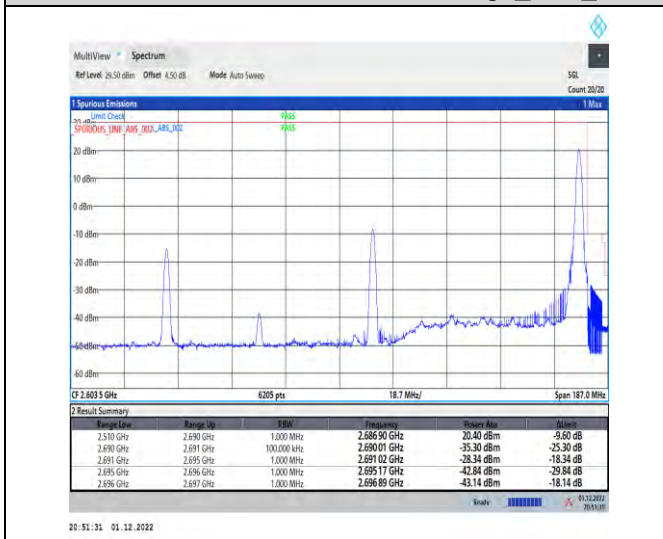 MultiView Spectrum
Ref Level 29.50 dBm Offset 4.50 dB Mode Auto Sweep SGL
Count 20/20
1 Spurious Emissions 1 Max
Limit Check PASS
PASS
20 dBm
10 dBm
0 dBm
-10 dBm
-20 dBm
-30 dBm
-40 dBm
-60 dBm
CF 2.603 5 GHz 6205 pts 18.7 MHz/ Span 187.0 MHz
2 Result Summary
Range Low Range Up RBW Frequency Power Abs ΔLimit
2.510 GHz 2.690 GHz 1.000 MHz 2.686 90 GHz 20.40 dBm -9.60 dB
2.690 GHz 2.691 GHz 100.000 kHz 2.690 01 GHz -35.30 dBm -25.30 dB
2.691 GHz 2.695 GHz 1.000 MHz 2.691 02 GHz -28.34 dBm -18.34 dB
2.695 GHz 2.696 GHz 1.000 MHz 2.695 17 GHz -42.84 dBm -29.84 dB
2.696 GHz 2.697 GHz 1.000 MHz 2.696 89 GHz -43.14 dBm -18.14 dB
Ready 01.12.2022
20:51:31
20:51:31 01.12.2022